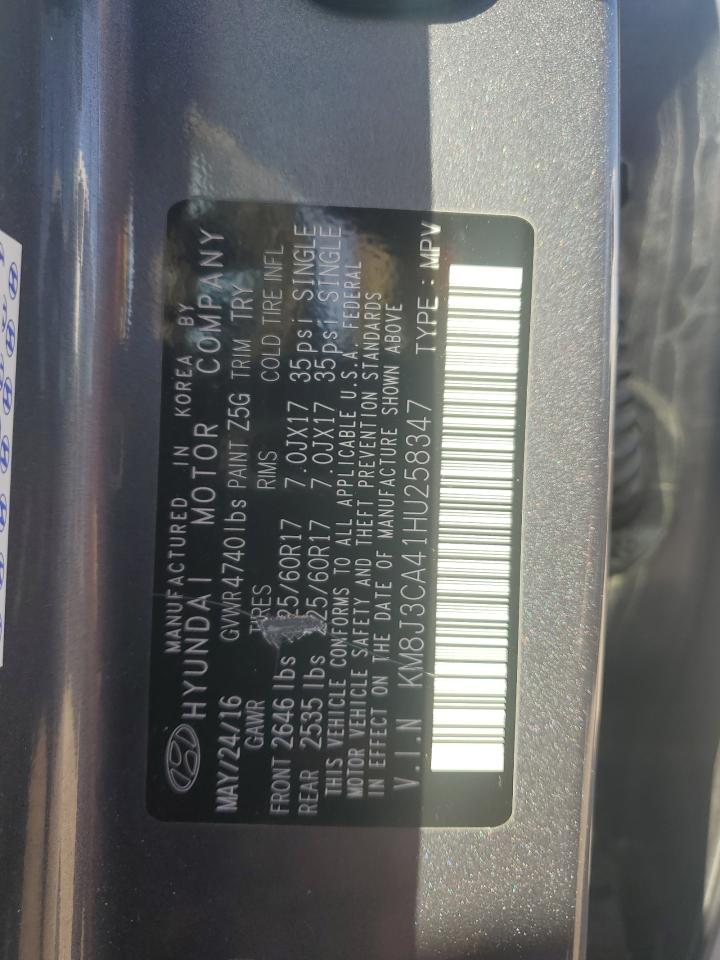 MANUFACTURED IN KOREA BY
HYUNDAI MOTOR COMPANY
MAY/24/16 GVWR 4740 lbs PAINT Z5G TRIM TRY
GAWR TIRES RIMS COLD TIRE INFL
FRONT 2646 lbs 25/60R17 7.0JX17 35psi SINGLE
REAR 2535 lbs 25/60R17 7.0JX17 35psi SINGLE
THIS VEHICLE CONFORMS TO ALL APPLICABLE U.S.A. FEDERAL
MOTOR VEHICLE SAFETY AND THEFT PREVENTION STANDARDS
IN EFFECT ON THE DATE OF MANUFACTURE SHOWN ABOVE
V.I.N KM8J3CA41HU258347 TYPE : MPV